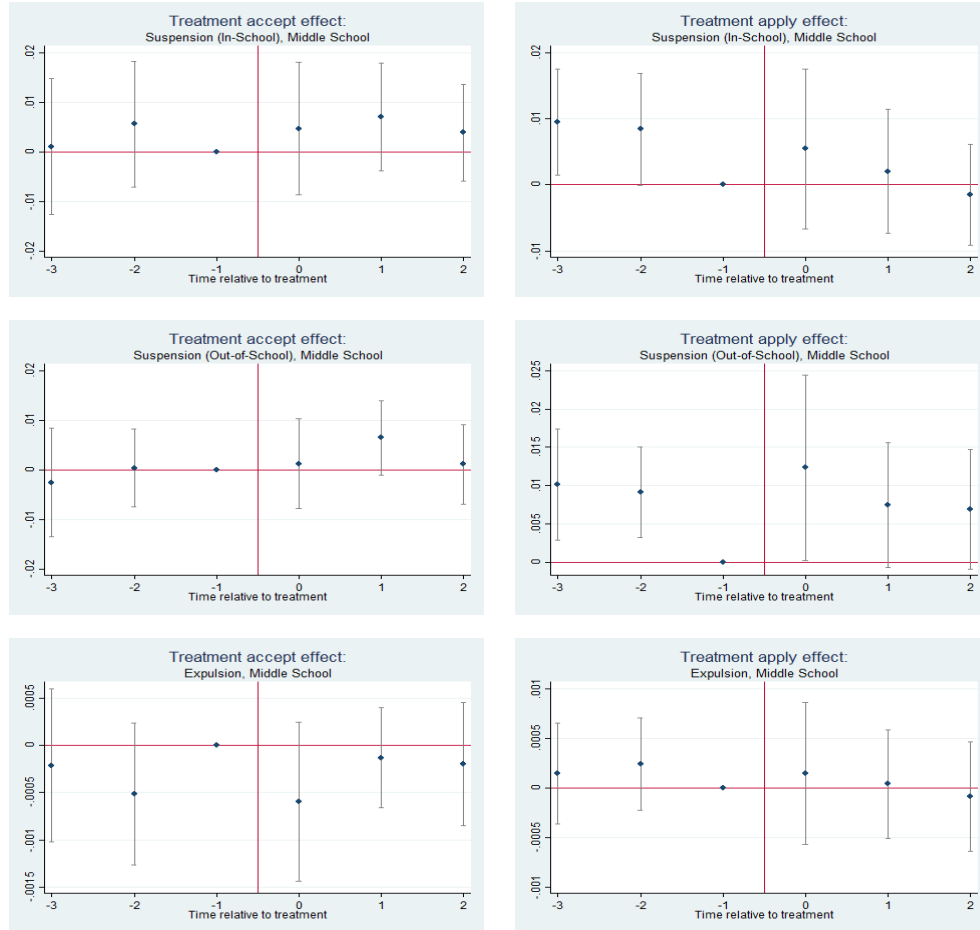 Treatment accept effect:
Suspension (In-School), Middle School
.02
.01
0
-.01
-.02
-3 -2 -1 0 1 2
Time relative to treatment
Treatment apply effect:
Suspension (In-School), Middle School
.02
.01
0
-.01
-3 -2 -1 0 1 2
Time relative to treatment
Treatment accept effect:
Suspension (Out-of-School), Middle School
.02
.01
0
-.01
-.02
-3 -2 -1 0 1 2
Time relative to treatment
Treatment apply effect:
Suspension (Out-of-School), Middle School
.025
.02
.015
.01
.005
0
-3 -2 -1 0 1 2
Time relative to treatment
Treatment accept effect:
Expulsion, Middle School
.0005
0
-.0005
-.001
-.0015
-3 -2 -1 0 1 2
Time relative to treatment
Treatment apply effect:
Expulsion, Middle School
.001
.0005
0
-.0005
-.001
-3 -2 -1 0 1 2
Time relative to treatment